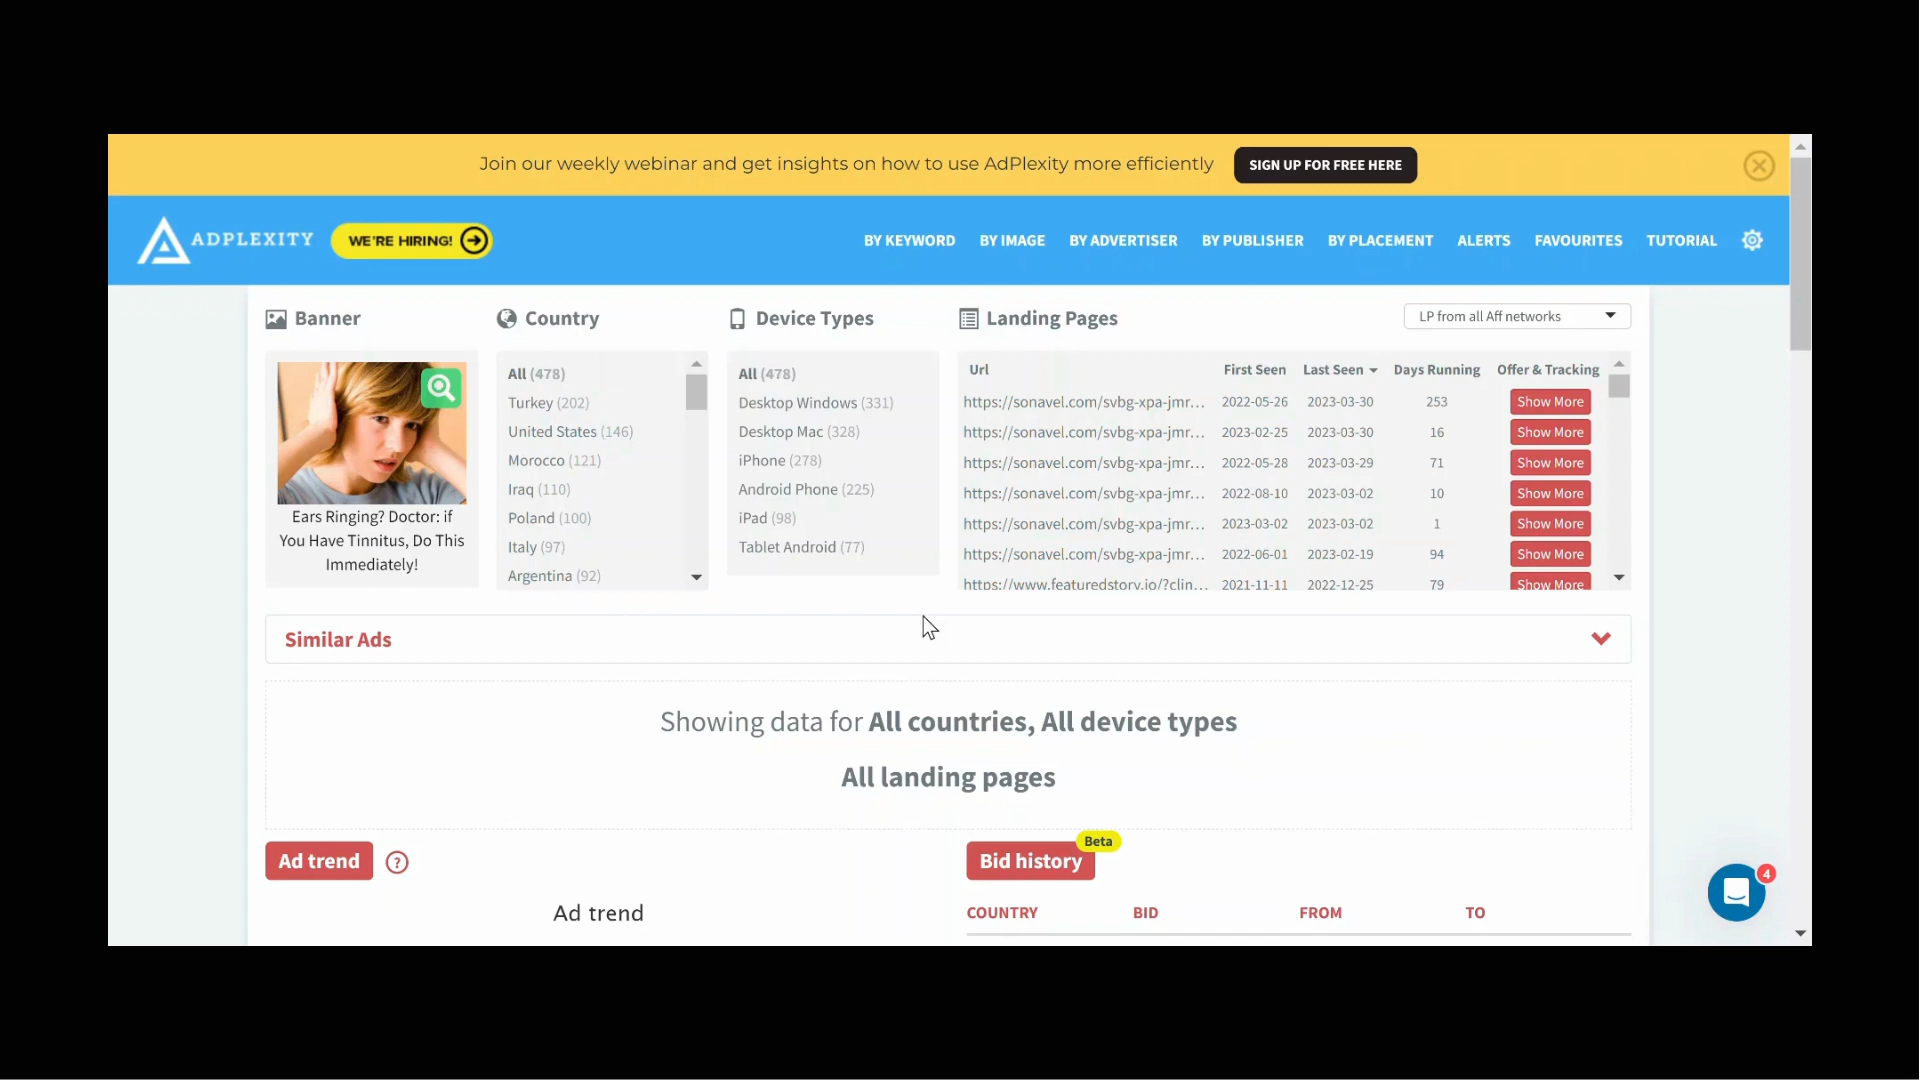 Join our weekly webinar and get insights on how to use AdPlexity more efficiently
SIGN UP FOR FREE HERE
ADPLEXITY
WE'RE HIRING!
BY KEYWORD
BY IMAGE
BY ADVERTISER
BY PUBLISHER
BY PLACEMENT
ALERTS
FAVOURITES
TUTORIAL
Banner
Ears Ringing? Doctor: if
You Have Tinnitus, Do This
Immediately!
Country
All (478)
Turkey (202)
United States (146)
Morocco (121)
Iraq (110)
Poland (100)
Italy (97)
Argentina (92)
Device Types
All (478)
Desktop Windows (331)
Desktop Mac (328)
iPhone (278)
Android Phone (225)
iPad (98)
Tablet Android (77)
Landing Pages
LP from all Aff networks
Url First Seen Last Seen Days Running Offer & Tracking
https://sonavel.com/svbg-xpa-jmr... 2022-05-26 2023-03-30 253 Show More
https://sonavel.com/svbg-xpa-jmr... 2023-02-25 2023-03-30 16 Show More
https://sonavel.com/svbg-xpa-jmr... 2022-05-28 2023-03-29 71 Show More
https://sonavel.com/svbg-xpa-jmr... 2022-08-10 2023-03-02 10 Show More
https://sonavel.com/svbg-xpa-jmr... 2023-03-02 2023-03-02 1 Show More
https://sonavel.com/svbg-xpa-jmr... 2022-06-01 2023-02-19 94 Show More
https://www.featuredstory.io/?clin... 2021-11-11 2022-12-25 79 Show More
Similar Ads
Showing data for All countries, All device types
All landing pages
Ad trend ?
Ad trend
Beta
Bid history
COUNTRY BID FROM TO
4